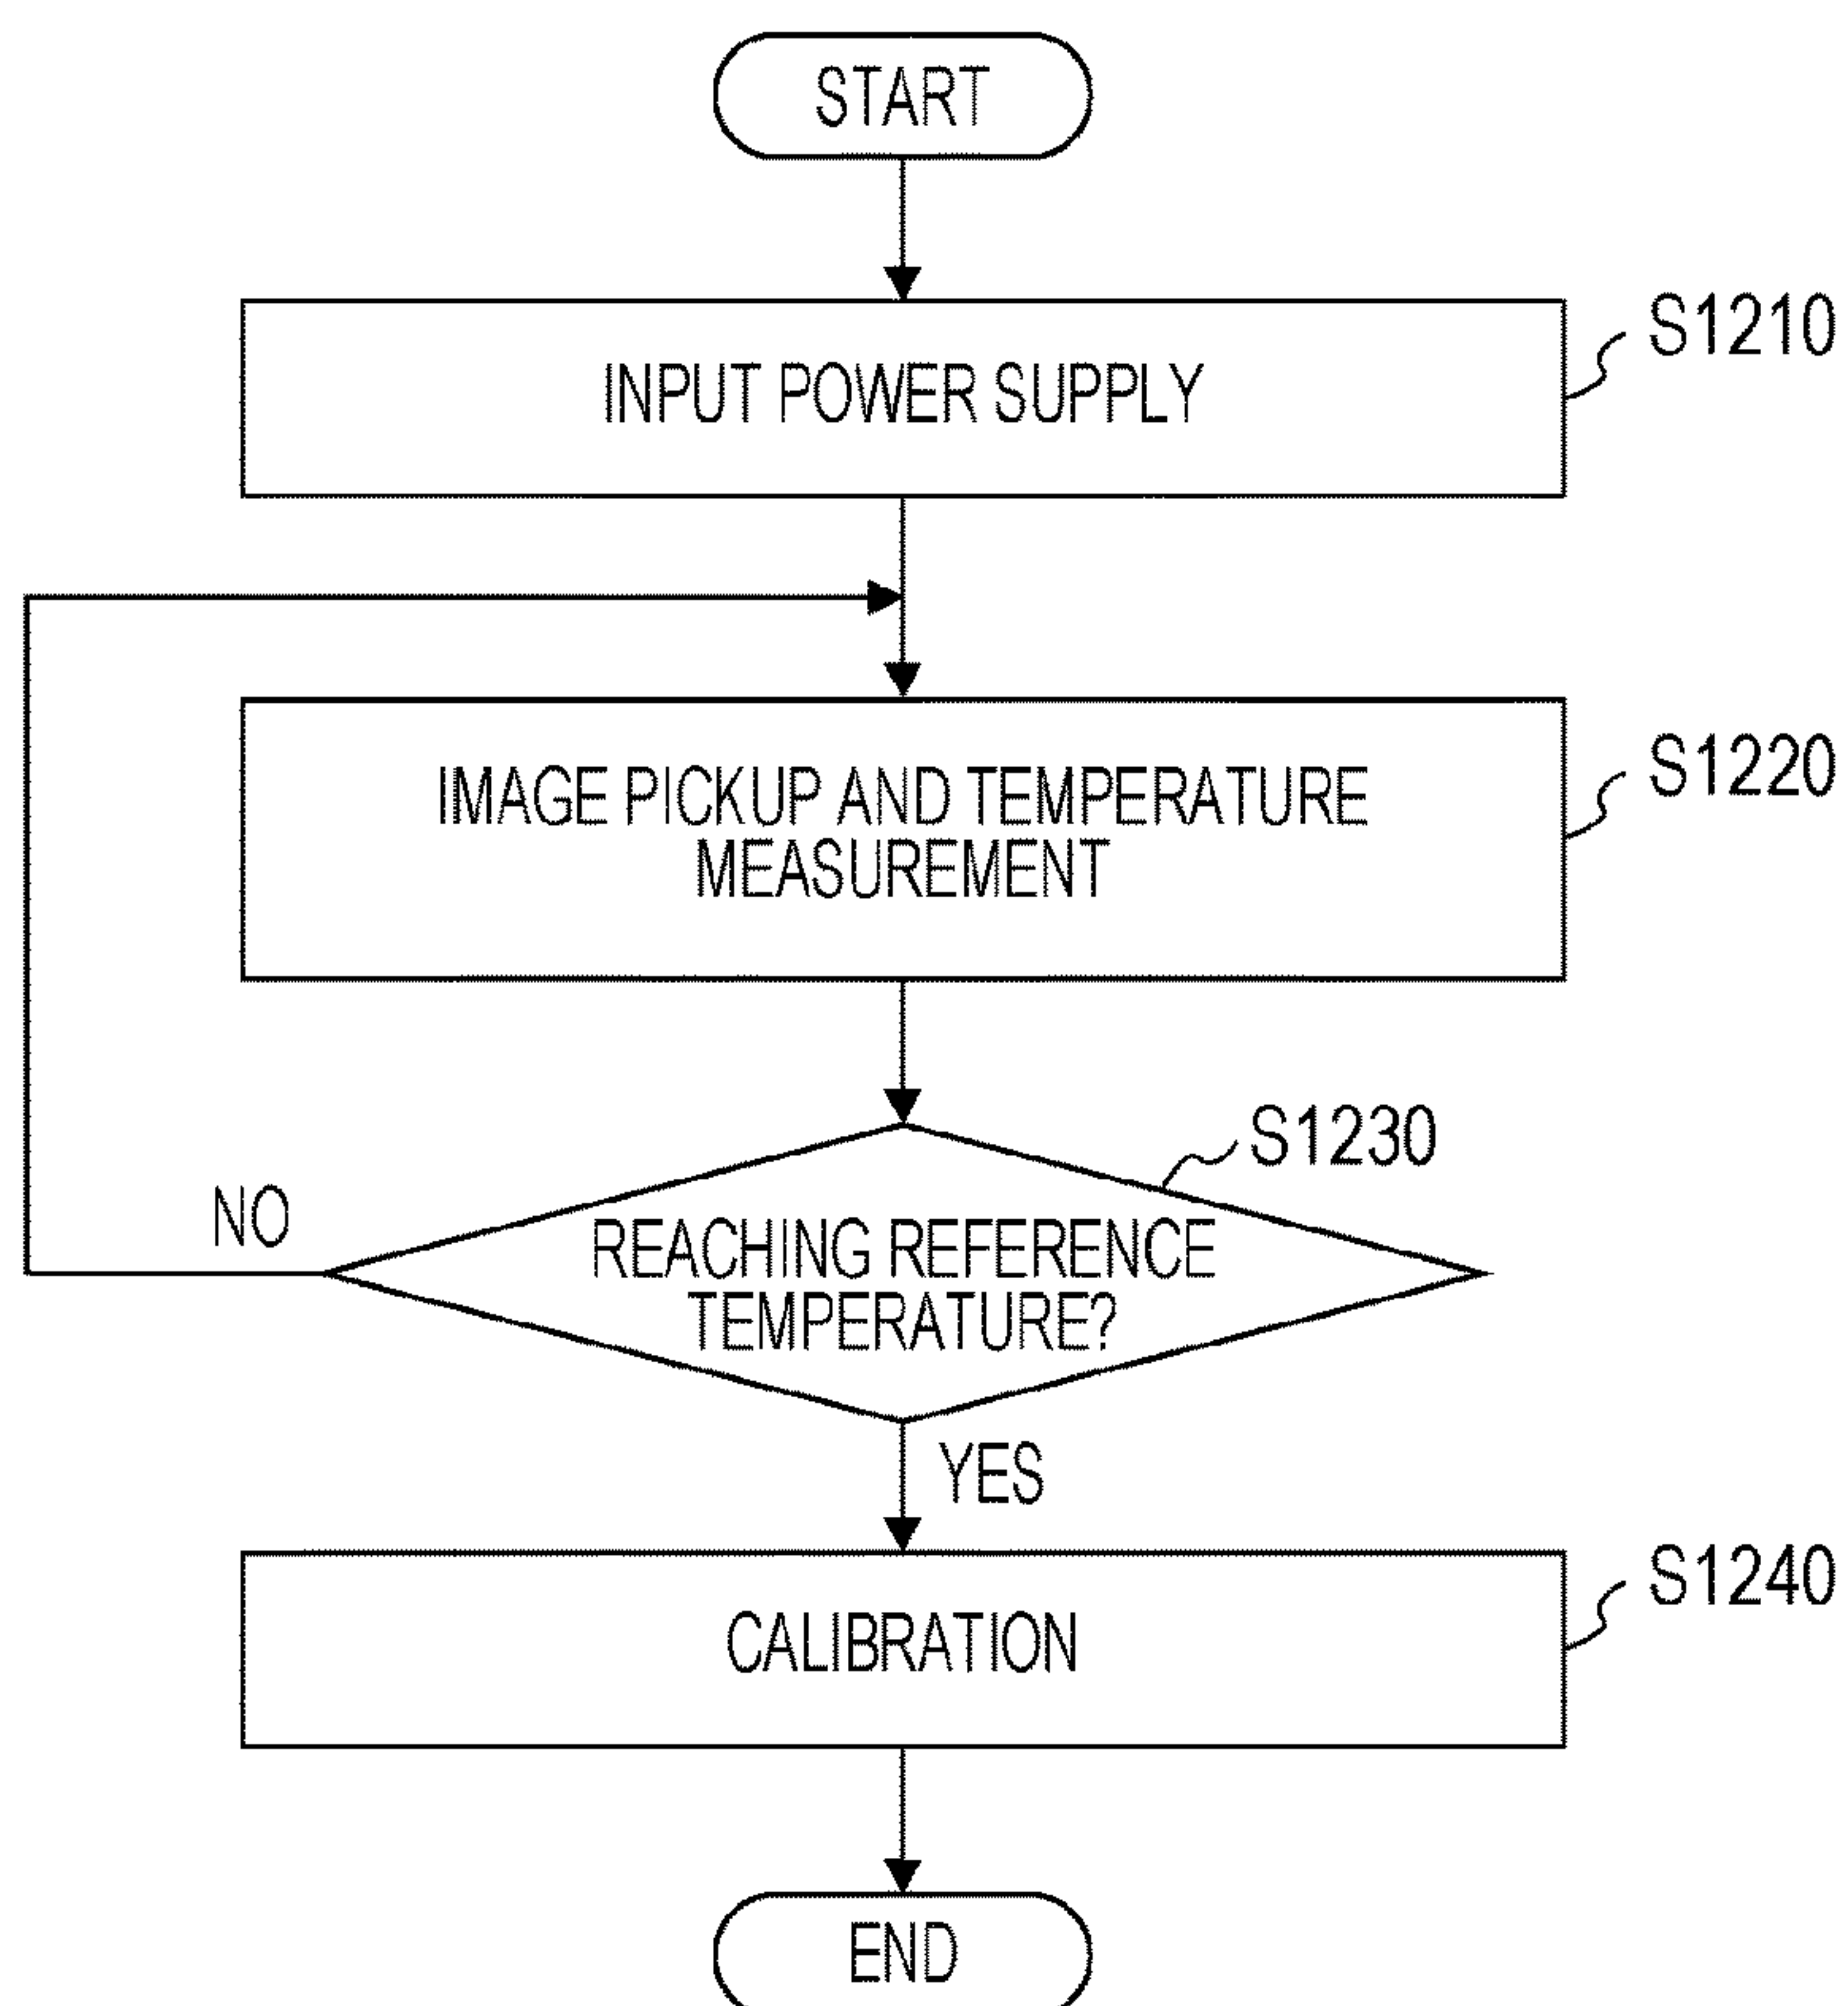 START
INPUT POWER SUPPLY
S1210
IMAGE PICKUP AND TEMPERATURE
MEASUREMENT
S1220
S1230
NO
REACHING REFERENCE
TEMPERATURE?
YES
CALIBRATION
S1240
END